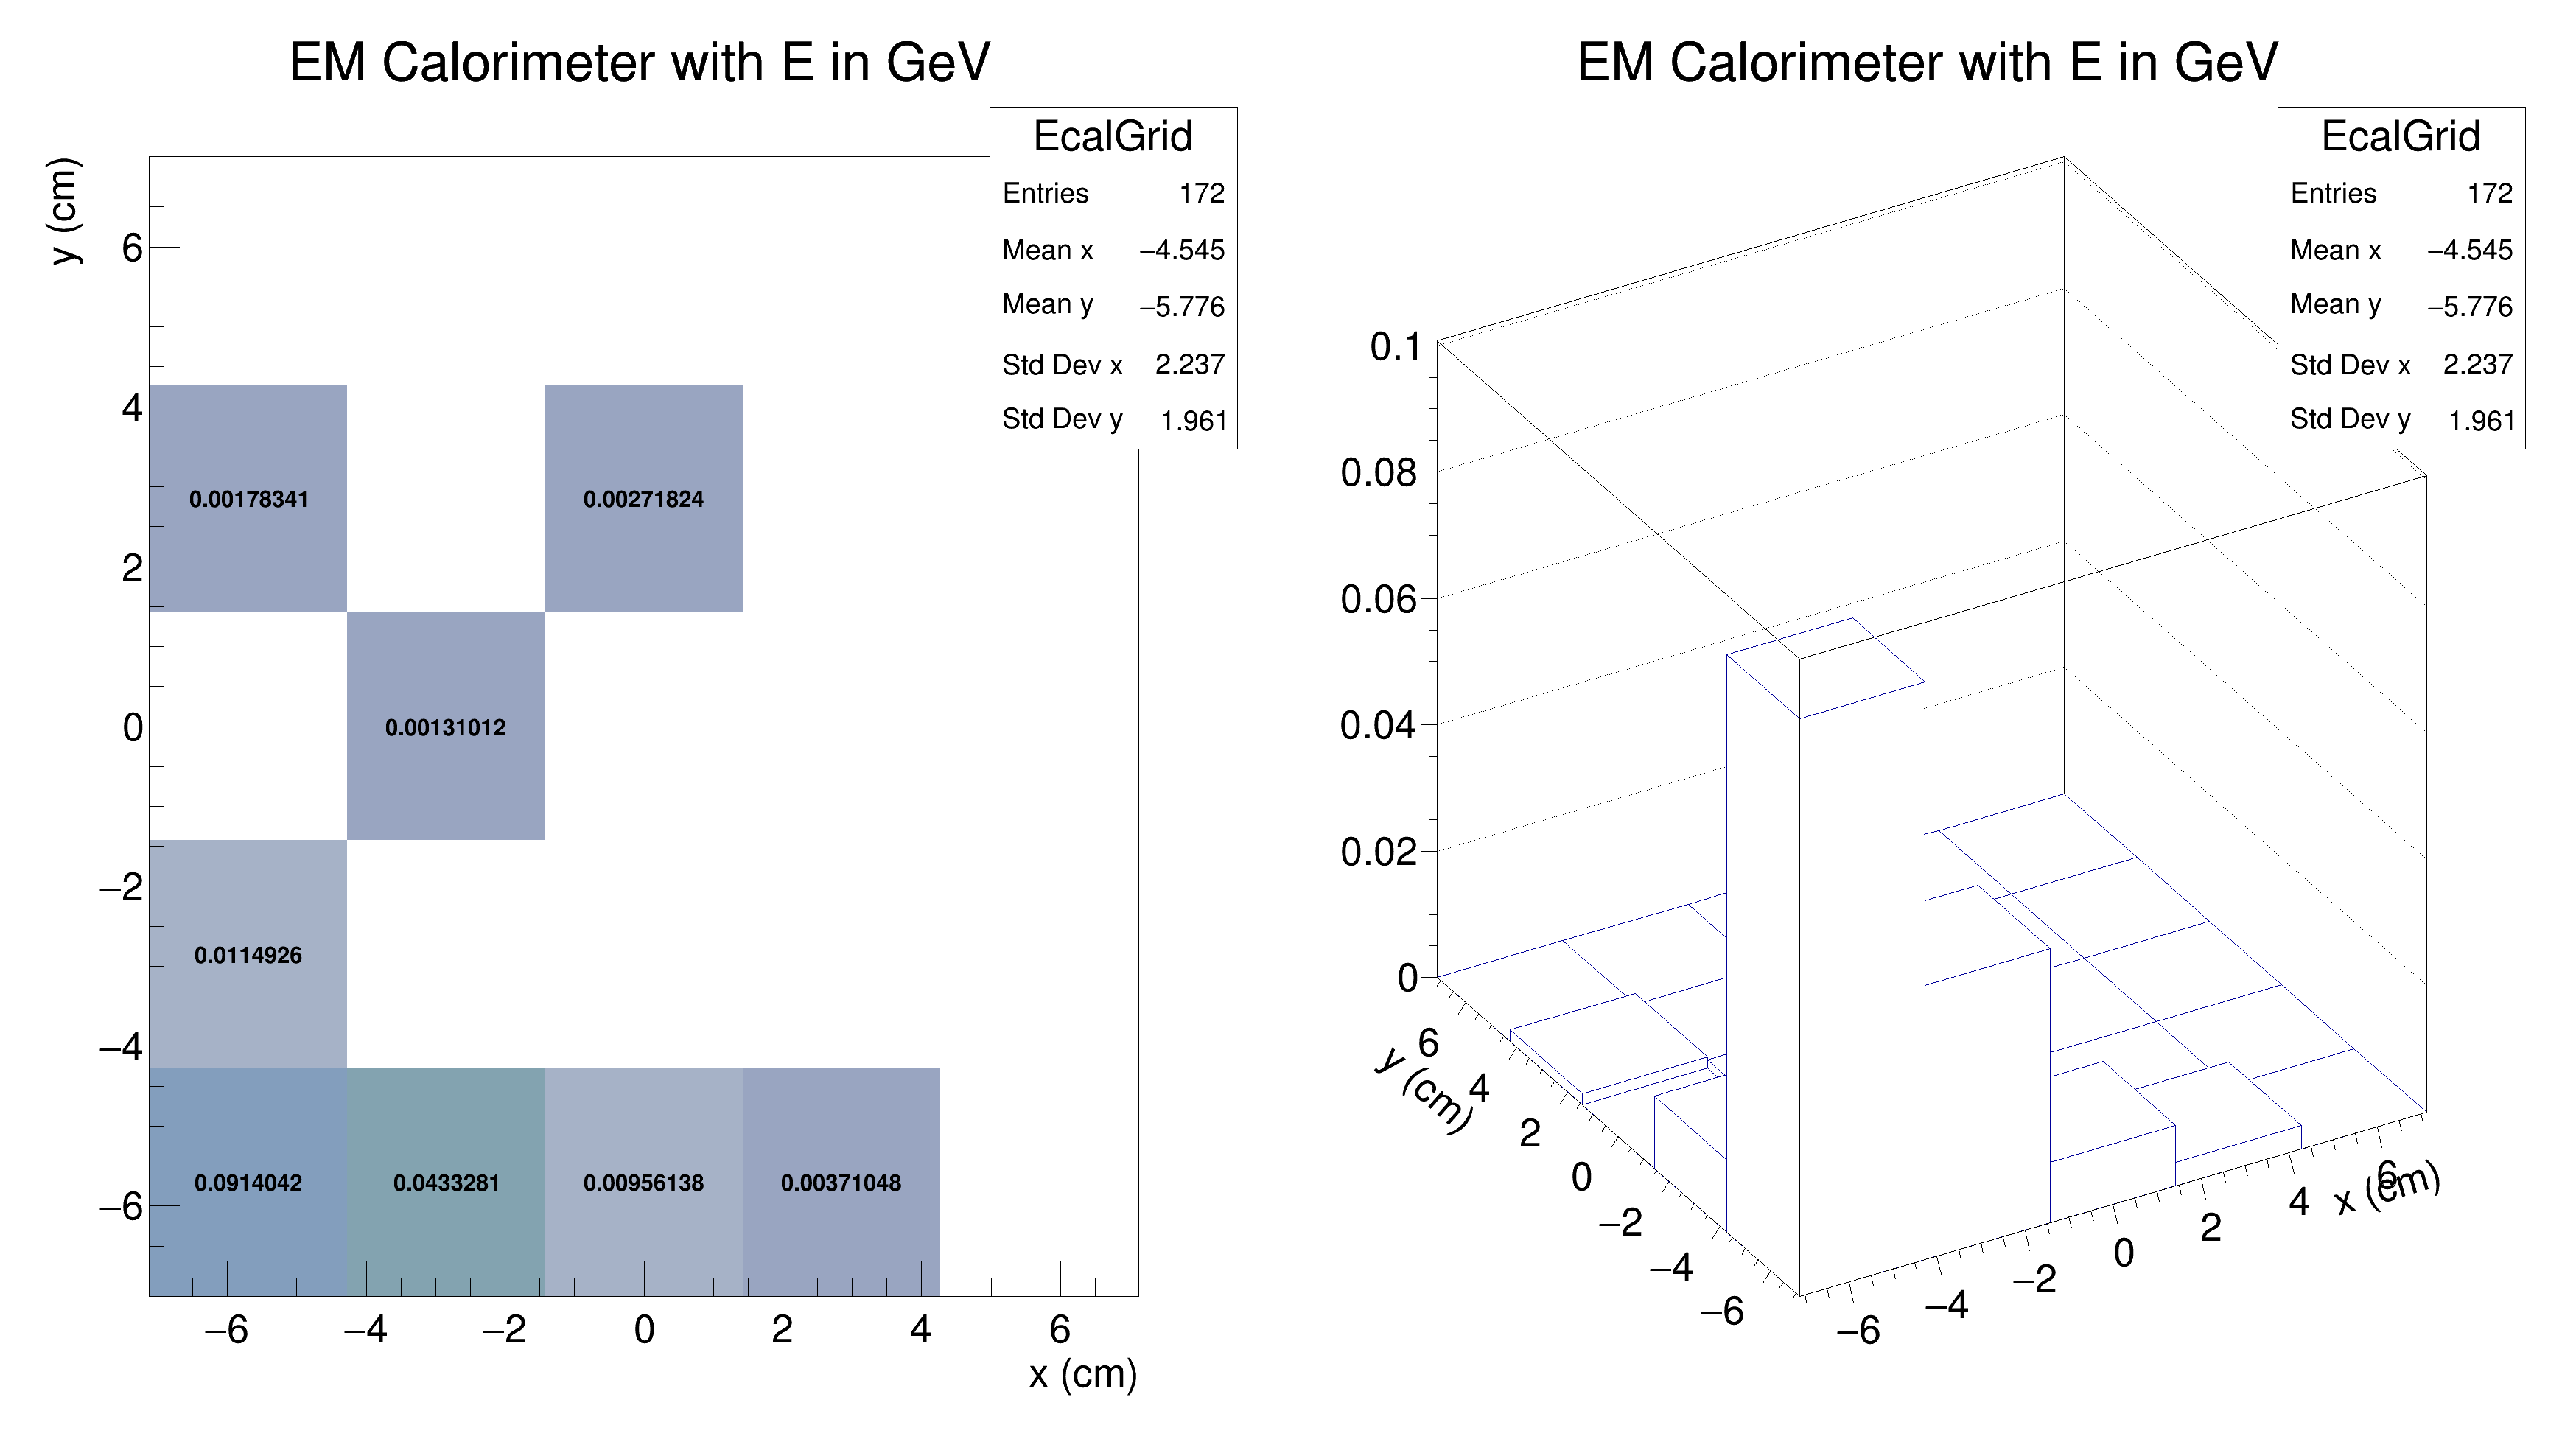 EM Calorimeter with E in GeV
EcalGrid
Entries 172
Mean x −4.545
Mean y −5.776
Std Dev x 2.237
Std Dev y 1.961
y (cm)
6
4
2
0
−2
−4
−6
0.00178341
0.00271824
0.00131012
0.0114926
0.0914042
0.0433281
0.00956138
0.00371048
−6 −4 −2 0 2 4 6
x (cm)
EM Calorimeter with E in GeV
EcalGrid
Entries 172
Mean x −4.545
Mean y −5.776
Std Dev x 2.237
Std Dev y 1.961
0.1
0.08
0.06
0.04
0.02
0
y (cm)
6
4
2
0
−2
−4
−6
−6
−4
−2
0
2
4
6
x (cm)